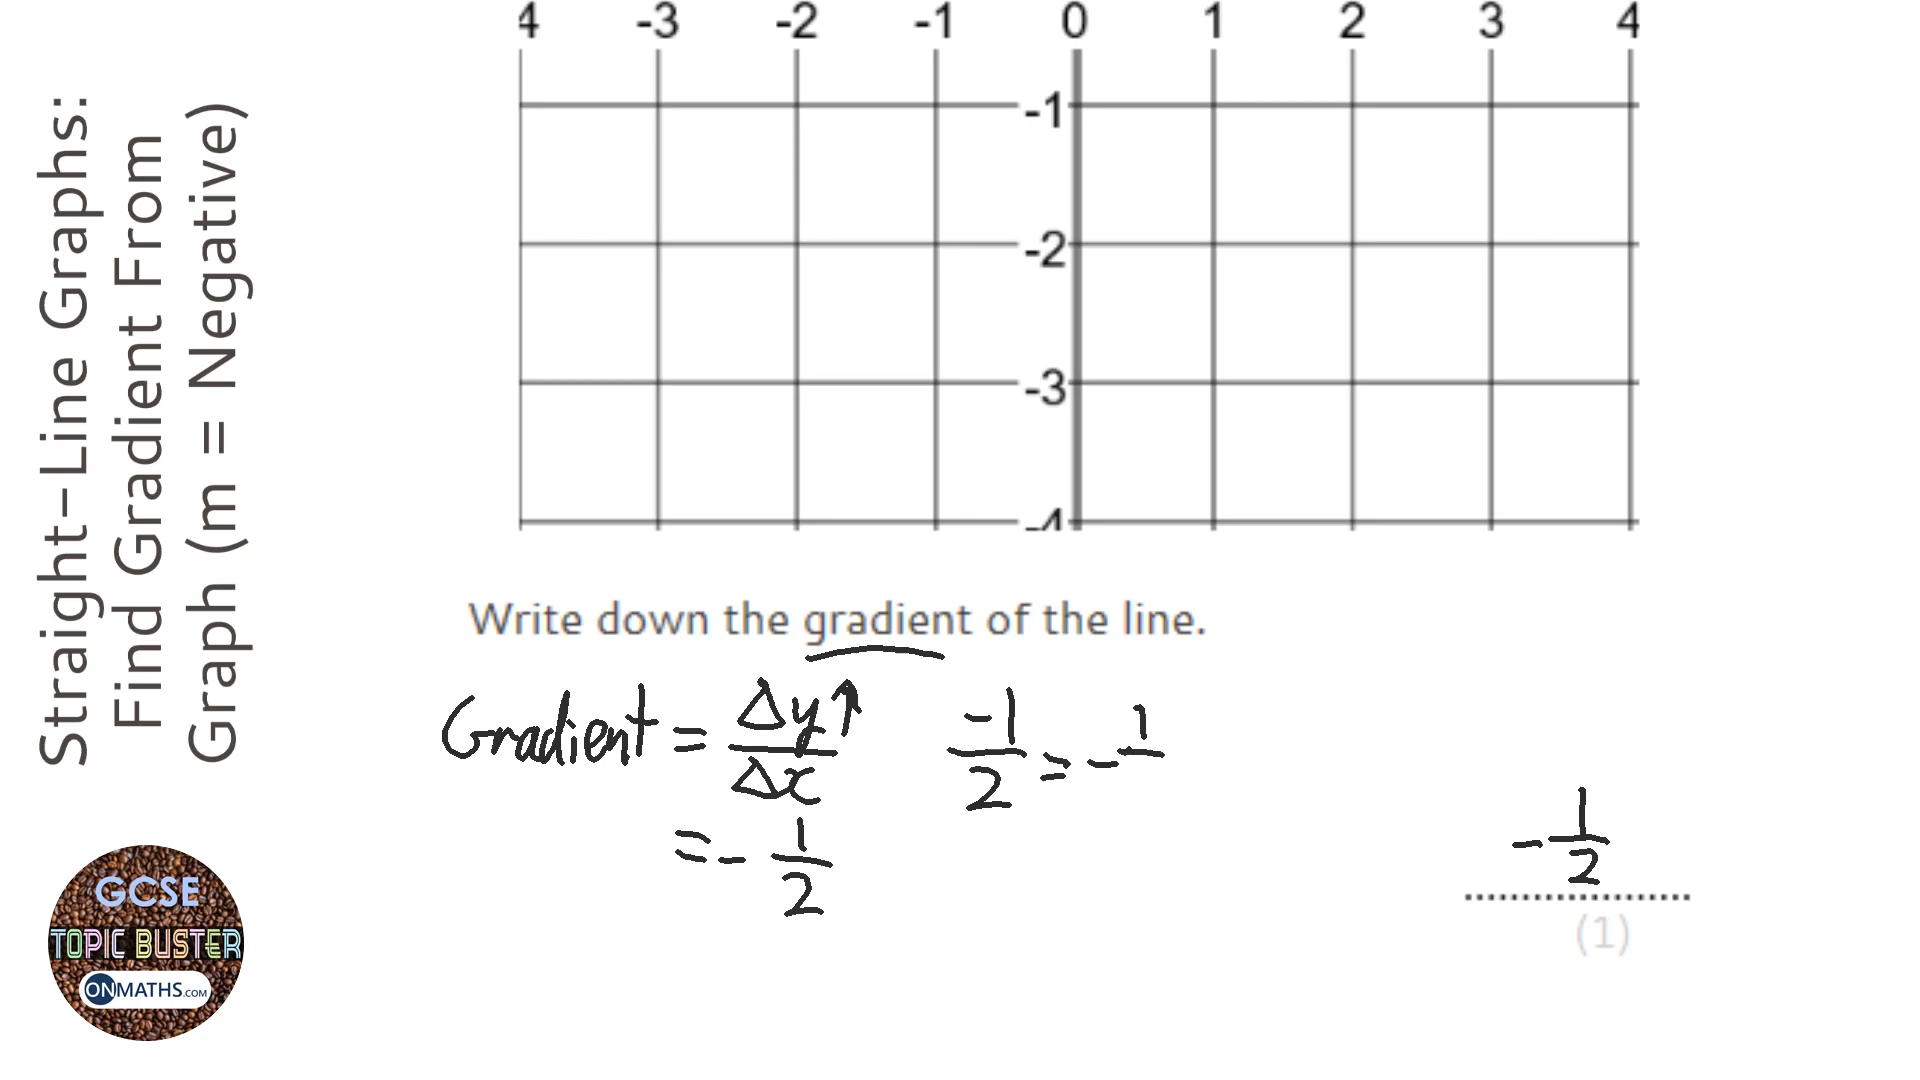 Straight-Line Graphs:
Find Gradient From
Graph (m = Negative)
4 -3 -2 -1 0 1 2 3 4
-1
-2
-3
-4
Write down the gradient of the line.
Gradient = Δy↑/Δx -1/2 = - 1
= - 1/2
- 1/2
(1)
GCSE
TOPIC BUSTER
ONMATHS.COM